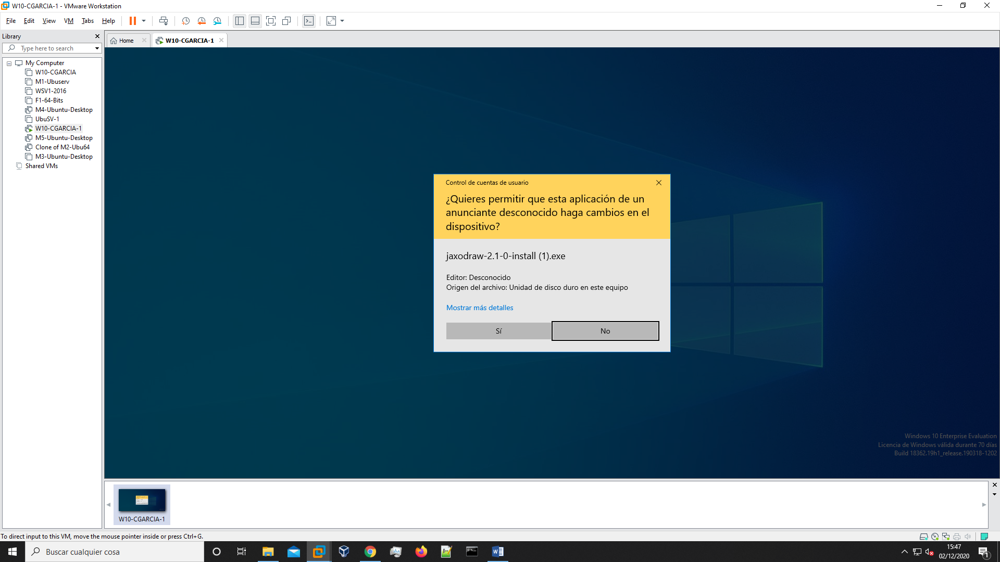 W10-CGARCIA-1 - VMware Workstation
File Edit View VM Tabs Help
Library
Home
W10-CGARCIA-1
Type here to search
My Computer
W10-CGARCIA
M1-Ubuserv
WSV1-2016
F1-64-Bits
M4-Ubuntu-Desktop
UbuSV-1
W10-CGARCIA-1
M5-Ubuntu-Desktop
Clone of M2-Ubu64
M3-Ubuntu-Desktop
Shared VMs
Control de cuentas de usuario
¿Quieres permitir que esta aplicación de un
anunciante desconocido haga cambios en el
dispositivo?
jaxodraw-2.1-0-install (1).exe
Editor: Desconocido
Origen del archivo: Unidad de disco duro en este equipo
Mostrar más detalles
Sí
No
Windows 10 Enterprise Evaluation
Licencia de Windows válida durante 70 días
Build 18362.19h1_release.190318-1202
W10-CGARCIA-1
To direct input to this VM, move the mouse pointer inside or press Ctrl+G.
Buscar cualquier cosa
15:47
02/12/2020
1